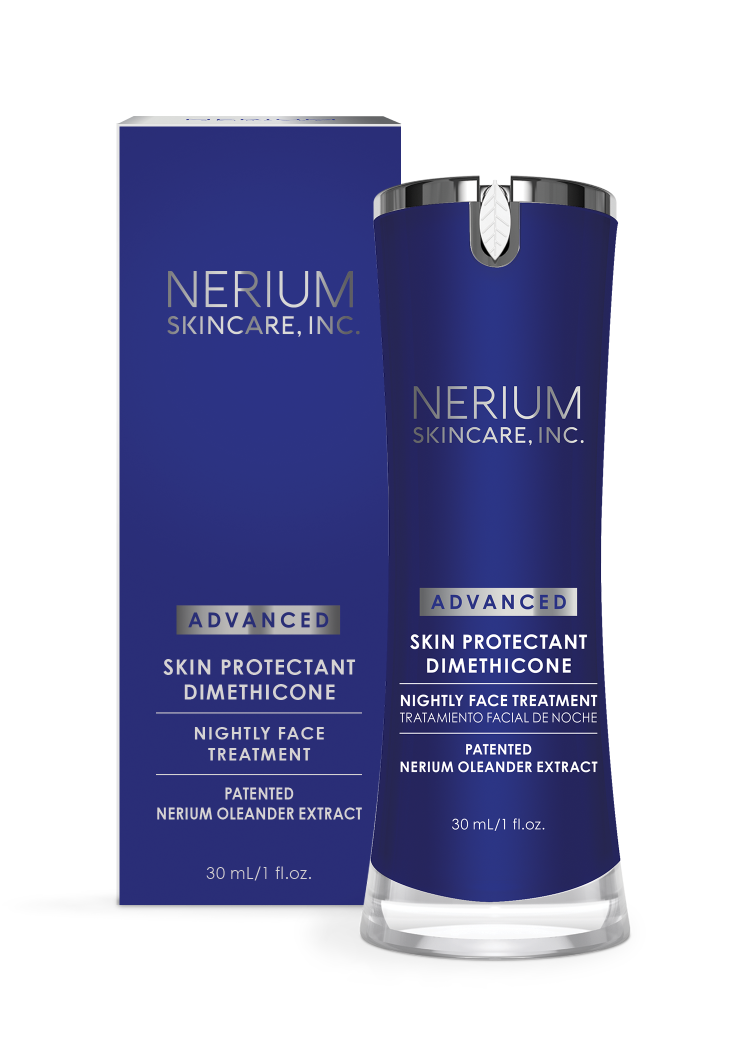 NERIUM
NERIUM
SKINCARE, INC.
ADVANCED
SKIN PROTECTANT
DIMETHICONE
NIGHTLY FACE
TREATMENT
PATENTED
NERIUM OLEANDER EXTRACT
30 mL/1 fl.oz.
NERIUM
SKINCARE, INC.
ADVANCED
SKIN PROTECTANT
DIMETHICONE
NIGHTLY FACE TREATMENT
TRATAMIENTO FACIAL DE NOCHE
PATENTED
NERIUM OLEANDER EXTRACT
30 mL/1 fl.oz.